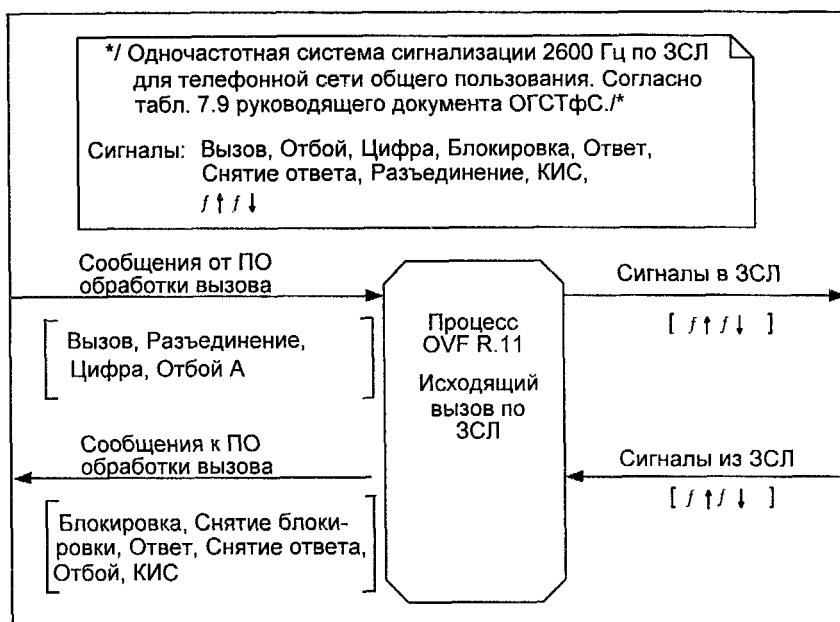 */ Одночастотная система сигнализации 2600 Гц по ЗСЛ
для телефонной сети общего пользования. Согласно
табл. 7.9 руководящего документа ОГСТфС./*
Сигналы: Вызов, Отбой, Цифра, Блокировка, Ответ,
Снятие ответа, Разъединение, КИС,
f↑f↓
Сообщения от ПО
обработки вызова
[Вызов, Разъединение,
Цифра, Отбой А]
Процесс
OVF R.11
Исходящий
вызов по
ЗСЛ
Сигналы в ЗСЛ
[ f↑f↓ ]
Сообщения к ПО
обработки вызова
[Блокировка, Снятие блоки-
ровки, Ответ, Снятие ответа,
Отбой, КИС]
Сигналы из ЗСЛ
[ f↑f↓ ]